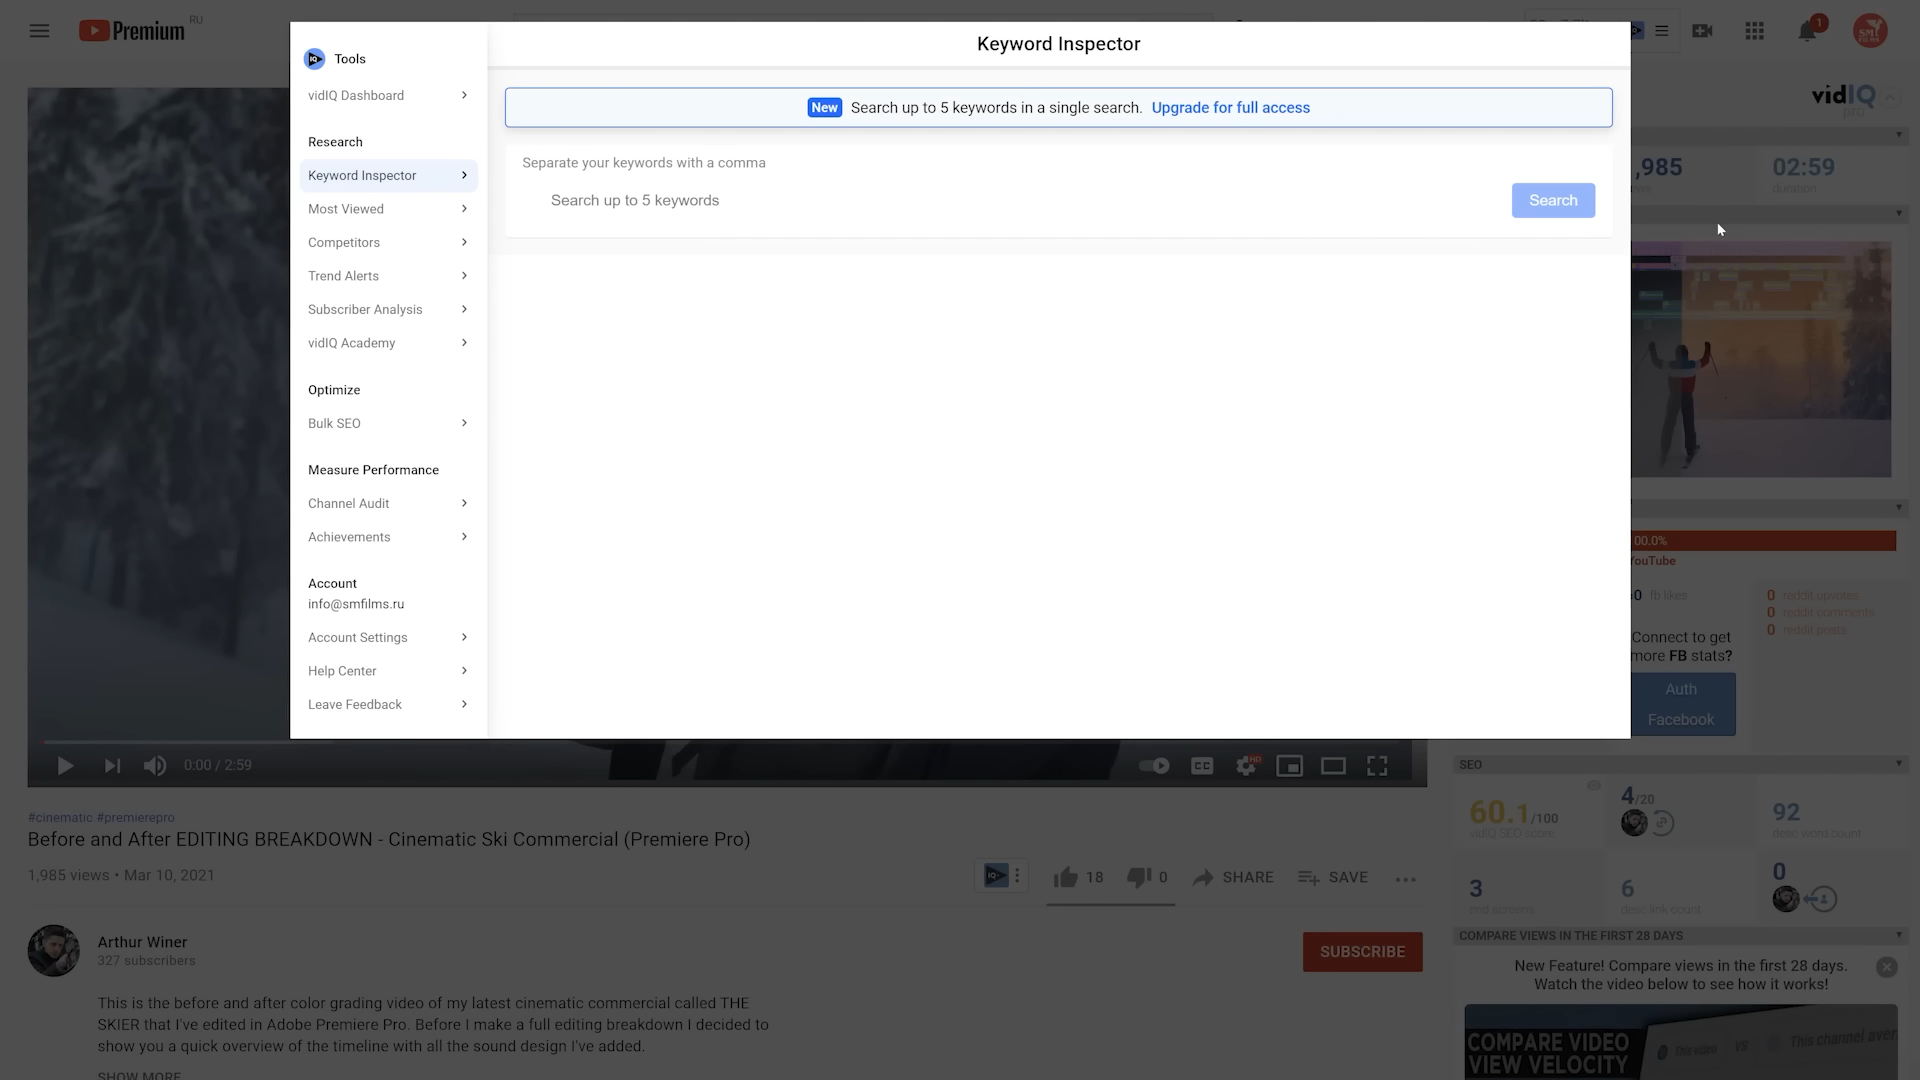 Premium RU
1
Tools
vidIQ Dashboard
Research
Keyword Inspector
Most Viewed
Competitors
Trend Alerts
Subscriber Analysis
vidIQ Academy
Optimize
Bulk SEO
Measure Performance
Channel Audit
Achievements
Account
info@smfilms.ru
Account Settings
Help Center
Leave Feedback
Keyword Inspector
New Search up to 5 keywords in a single search. Upgrade for full access
Separate your keywords with a comma
Search up to 5 keywords
Search
vidIQ
pro
,985
02:59
duration
00.0%
YouTube
0 fb likes
0 reddit upvotes
0 reddit comments
0 reddit posts
Connect to get
more FB stats?
Auth
Facebook
0:00 / 2:59
CC
HD
#cinematic #premierepro
Before and After EDITING BREAKDOWN - Cinematic Ski Commercial (Premiere Pro)
1,985 views • Mar 10, 2021
18
0
SHARE
SAVE
Arthur Winer
327 subscribers
SUBSCRIBE
This is the before and after color grading video of my latest cinematic commercial called THE
SKIER that I've edited in Adobe Premiere Pro. Before I make a full editing breakdown I decided to
show you a quick overview of the timeline with all the sound design I've added.
SHOW MORE
SEO
60.1/100
vidIQ SEO score
4/20
92
desc word count
3
end screens
6
desc link count
0
COMPARE VIEWS IN THE FIRST 28 DAYS
New Feature! Compare views in the first 28 days.
Watch the video below to see how it works!
COMPARE VIDEO
VIEW VELOCITY
This video
VS
This channel aver